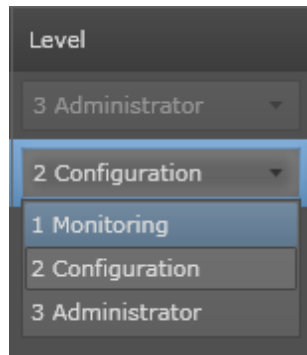 Level
3 Administrator
2 Configuration
1 Monitoring
2 Configuration
3 Administrator